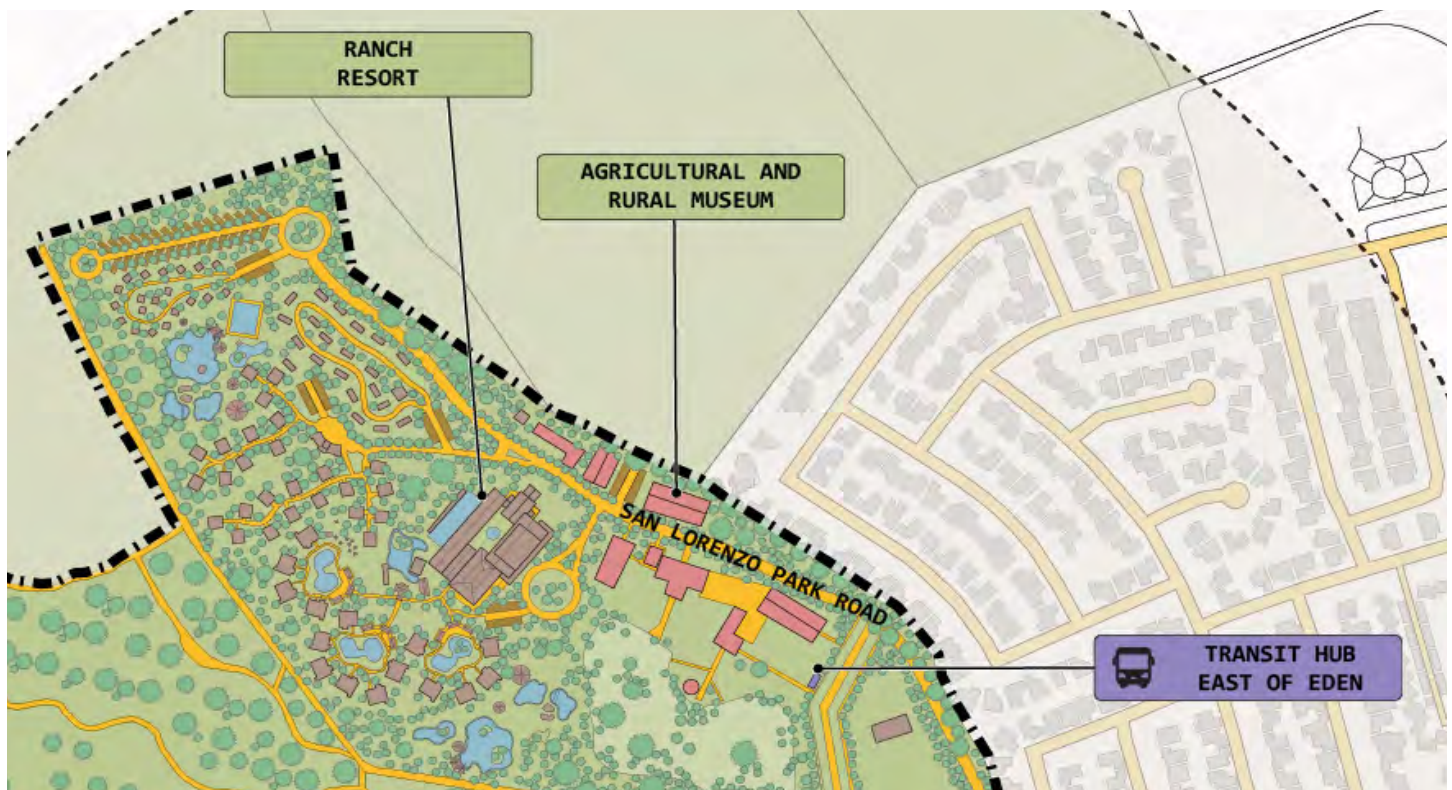 RANCH
RESORT
AGRICULTURAL AND
RURAL MUSEUM
SAN LORENZO PARK ROAD
TRANSIT HUB
EAST OF EDEN